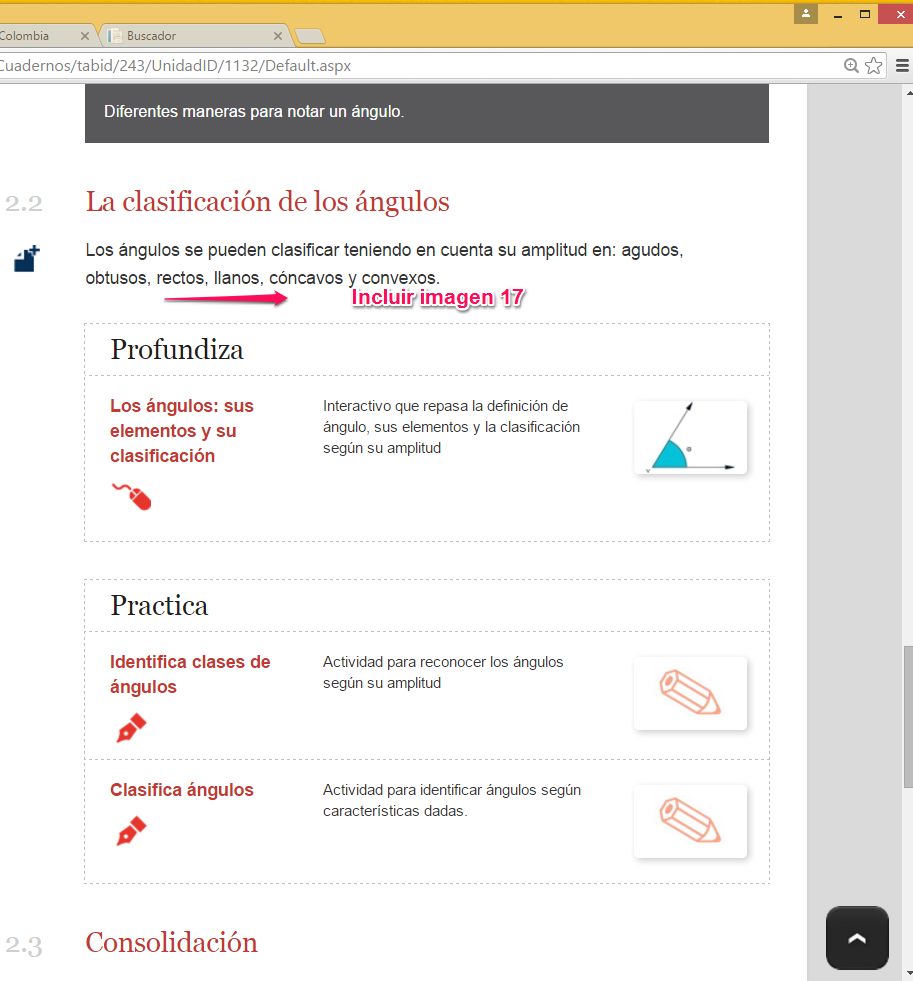 Colombia
Buscador
Cuadernos/tabid/243/UnidadID/1132/Default.aspx
Diferentes maneras para notar un ángulo.
2.2
La clasificación de los ángulos
Los ángulos se pueden clasificar teniendo en cuenta su amplitud en: agudos,
obtusos, rectos, llanos, cóncavos y convexos.
Incluir imagen 17
Profundiza
Los ángulos: sus
elementos y su
clasificación
Interactivo que repasa la definición de
ángulo, sus elementos y la clasificación
según su amplitud
Practica
Identifica clases de
ángulos
Actividad para reconocer los ángulos
según su amplitud
Clasifica ángulos
Actividad para identificar ángulos según
características dadas.
2.3
Consolidación